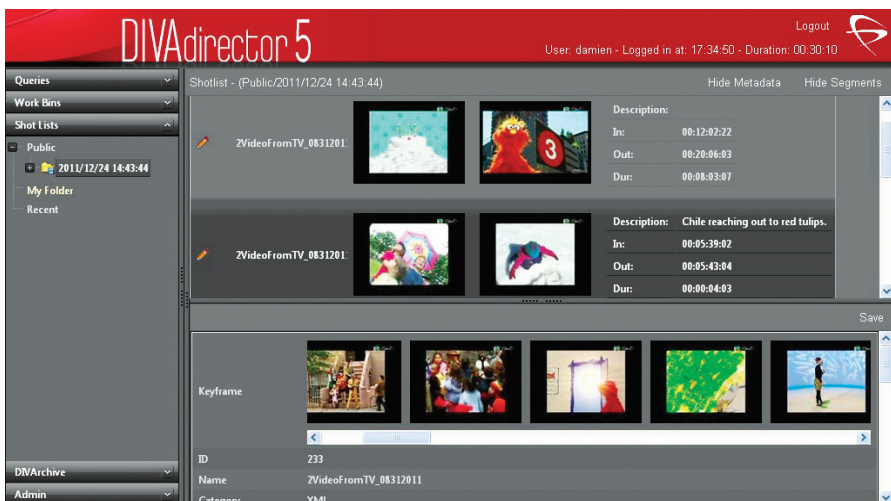 DIVAdirector 5
Logout
User: damien - Logged in at: 17:34:50 - Duration: 00:30:10
Queries
Work Bins
Shot Lists
Public
2011/12/24 14:43:44
My Folder
Recent
DIVArchive
Admin
Shotlist - (Public/2011/12/24 14:43:44)
Hide Metadata
Hide Segments
2VideoFromTV_0831201
3
Description:
In: 00:12:02:22
Out: 00:20:06:03
Dur: 00:08:03:07
2VideoFromTV_0831201
Description: Chile reaching out to red tulips.
In: 00:05:39:02
Out: 00:05:43:04
Dur: 00:00:04:03
Save
Keyframe
ID 233
Name 2VideoFromTV_08312011
Category XML